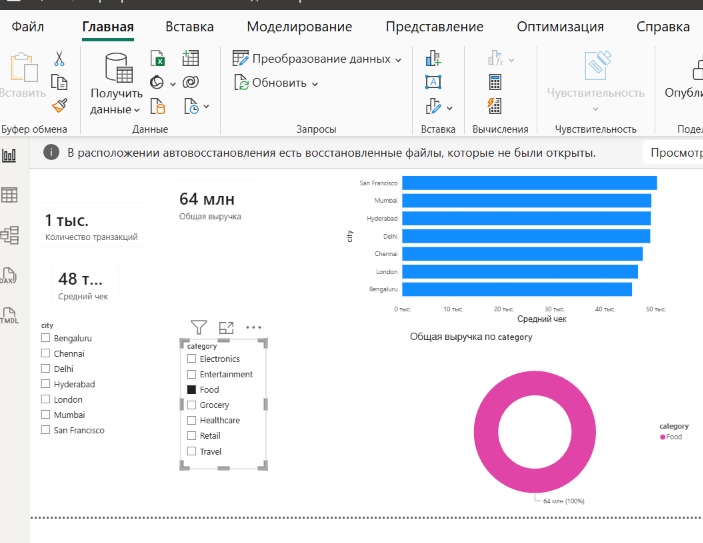 Файл Главная Вставка Моделирование Представление Оптимизация Справка
Вставить
Буфер обмена
Получить
данные
Данные
Преобразование данных
Обновить
Запросы
Вставка
Вычисления
Чувствительность
Чувствительность
Опубли
Подел
В расположении автовосстановления есть восстановленные файлы, которые не были открыты.
Просмотр
DAX
TMDL
1 тыс.
Количество транзакций
64 млн
Общая выручка
48 т...
Средний чек
city
Bengaluru
Chennai
Delhi
Hyderabad
London
Mumbai
San Francisco
category
Electronics
Entertainment
Food
Grocery
Healthcare
Retail
Travel
city
San Francisco
Mumbai
Hyderabad
Delhi
Chennai
London
Bengaluru
0 тыс. 10 тыс. 20 тыс. 30 тыс. 40 тыс. 50 тыс.
Средний чек
Общая выручка по category
64 млн (100%)
category
Food